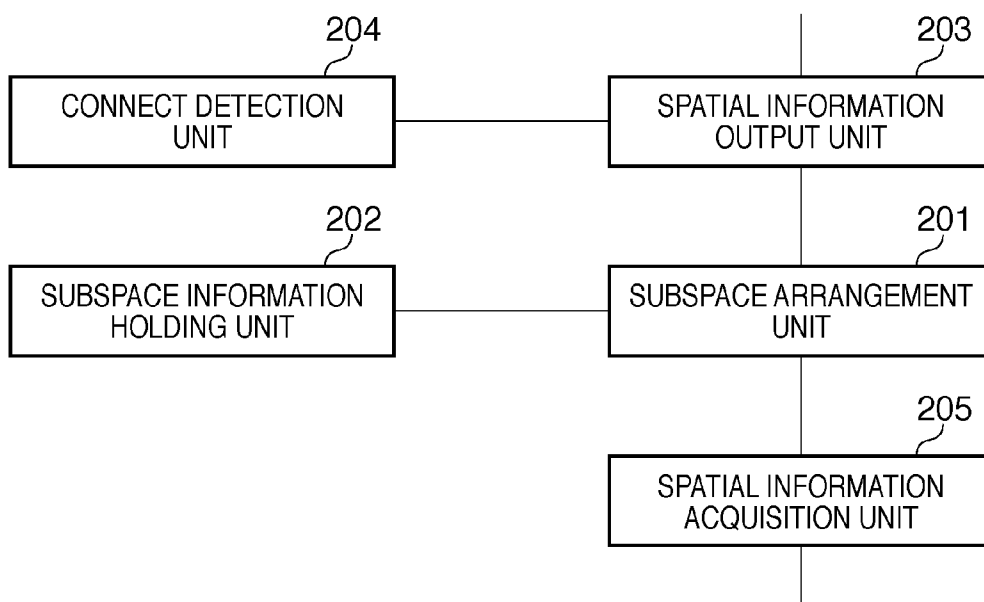 204
CONNECT DETECTION
UNIT
203
SPATIAL INFORMATION
OUTPUT UNIT
202
SUBSPACE INFORMATION
HOLDING UNIT
201
SUBSPACE ARRANGEMENT
UNIT
205
SPATIAL INFORMATION
ACQUISITION UNIT